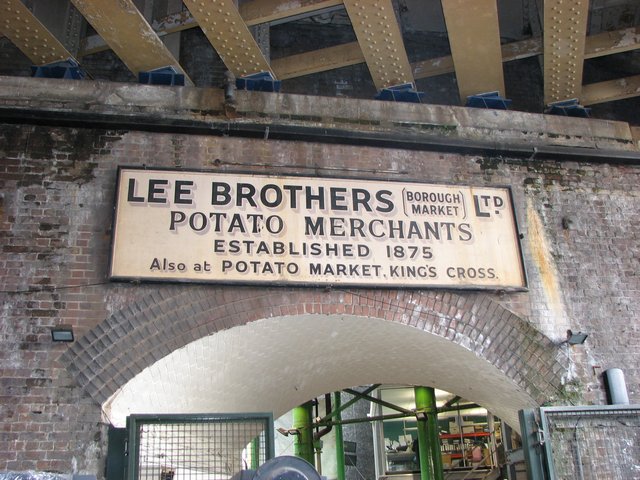 LEE BROTHERS (BOROUGH MARKET) LTD.
POTATO MERCHANTS
ESTABLISHED 1875
Also at POTATO MARKET, KING'S CROSS.